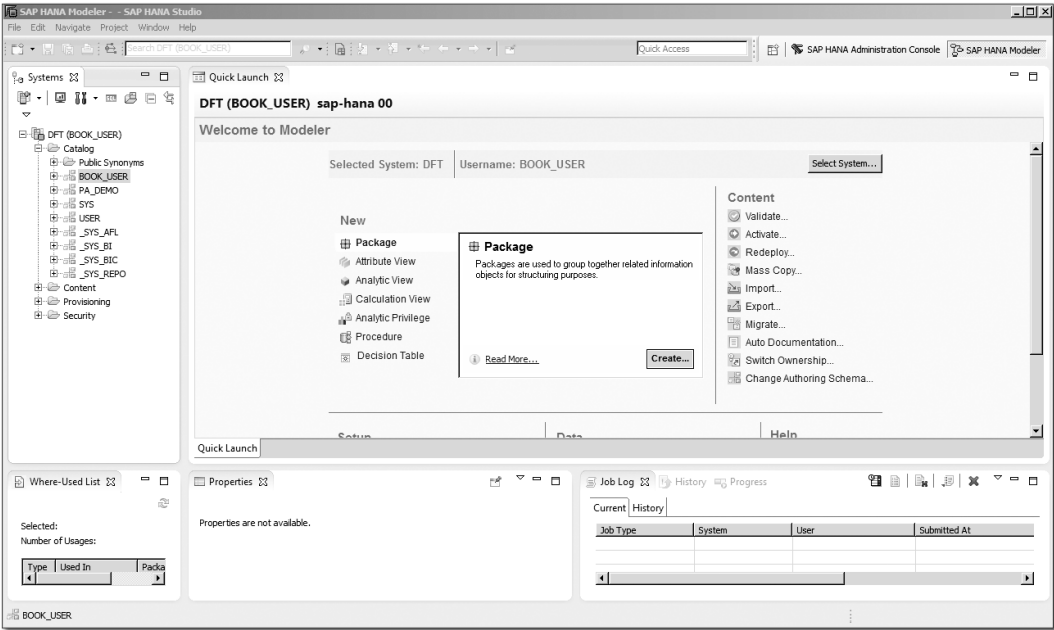 SAP HANA Modeler - - SAP HANA Studio
File Edit Navigate Project Window Help
Search DFT (BOOK_USER)
Quick Access
SAP HANA Administration Console
SAP HANA Modeler
Systems
Quick Launch
DFT (BOOK_USER) sap-hana 00
Welcome to Modeler
DFT (BOOK_USER)
Catalog
Public Synonyms
BOOK_USER
PA_DEMO
SYS
USER
_SYS_AFL
_SYS_BI
_SYS_BIC
_SYS_REPO
Content
Provisioning
Security
Selected System: DFT
Username: BOOK_USER
Select System...
New
Package
Attribute View
Analytic View
Calculation View
Analytic Privilege
Procedure
Decision Table
Package
Packages are used to group together related information
objects for structuring purposes.
Read More...
Create...
Content
Validate...
Activate...
Redeploy...
Mass Copy...
Import...
Export...
Migrate...
Auto Documentation...
Switch Ownership...
Change Authoring Schema...
Setup
Data
Help
Quick Launch
Where-Used List
Selected:
Number of Usages:
Type Used In Packa
Properties
Properties are not available.
Job Log History Progress
Current History
Job Type System User Submitted At
BOOK_USER